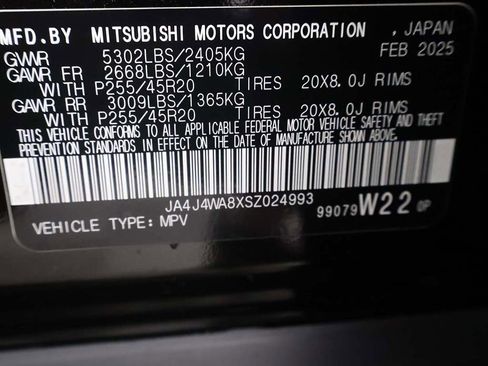 MFD.BY MITSUBISHI MOTORS CORPORATION , JAPAN
GVWR 5302LBS/2405KG FEB 2025
GAWR FR 2668LBS/1210KG
WITH P255/45R20 TIRES 20X8.0J RIMS
GAWR RR 3009LBS/1365KG
WITH P255/45R20 TIRES 20X8.0J RIMS
THIS VEHICLE CONFORMS TO ALL APPLICABLE FEDERAL MOTOR VEHICLE SAFETY AND THEFT
PREVENTION STANDARDS IN EFFECT ON THE DATE OF MANUFACTURE SHOWN ABOVE.
JA4J4WA8XSZ024993
VEHICLE TYPE:MPV 99079 W22 0P